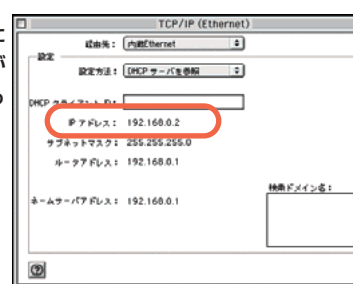 に
が
TCP/IP (Ethernet)
経由先： 内蔵Ethernet
設定
設定方法： DHCP サーバを参照
DHCP クライアント ID：
IP アドレス： 192.168.0.2
サブネットマスク： 255.255.255.0
ルータアドレス： 192.168.0.1
ネームサーバアドレス： 192.168.0.1
検索ドメイン名：
?